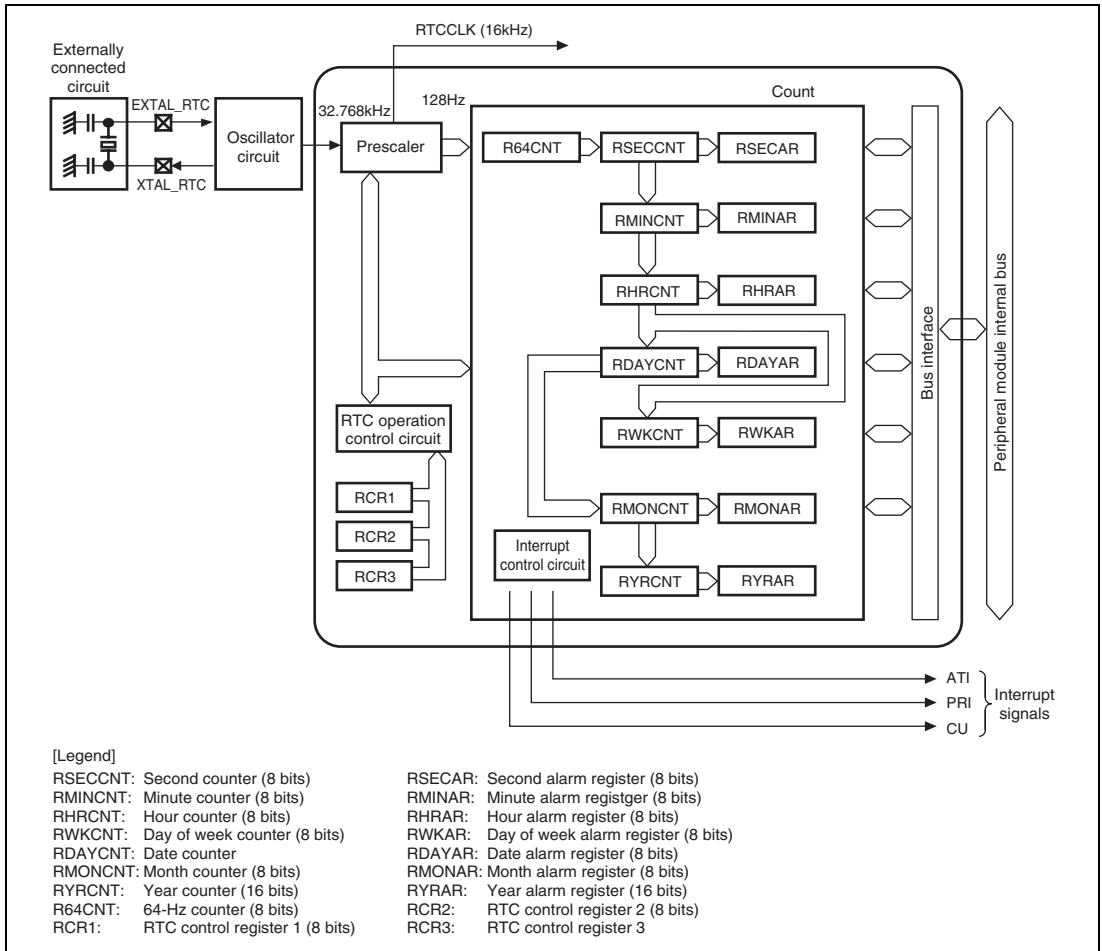 RTCCLK (16kHz)
Externally
connected
circuit
EXTAL_RTC
XTAL_RTC
Oscillator
circuit
32.768kHz
128Hz
Count
Prescaler
R64CNT
RSECCNT
RSECAR
RMINCNT
RMINAR
RHRCNT
RHRAR
RDAYCNT
RDAYAR
RWKCNT
RWKAR
RMONCNT
RMONAR
RYRCNT
RYRAR
RTC operation
control circuit
RCR1
RCR2
RCR3
Interrupt
control circuit
Bus interface
Peripheral module internal bus
ATI
PRI
CU
Interrupt
signals
[Legend]
RSECCNT: Second counter (8 bits)
RMINCNT: Minute counter (8 bits)
RHRCNT: Hour counter (8 bits)
RWKCNT: Day of week counter (8 bits)
RDAYCNT: Date counter
RMONCNT: Month counter (8 bits)
RYRCNT: Year counter (16 bits)
R64CNT: 64-Hz counter (8 bits)
RCR1: RTC control register 1 (8 bits)
RSECAR: Second alarm register (8 bits)
RMINAR: Minute alarm registger (8 bits)
RHRAR: Hour alarm register (8 bits)
RWKAR: Day of week alarm register (8 bits)
RDAYAR: Date alarm register (8 bits)
RMONAR: Month alarm register (8 bits)
RYRAR: Year alarm register (16 bits)
RCR2: RTC control register 2 (8 bits)
RCR3: RTC control register 3